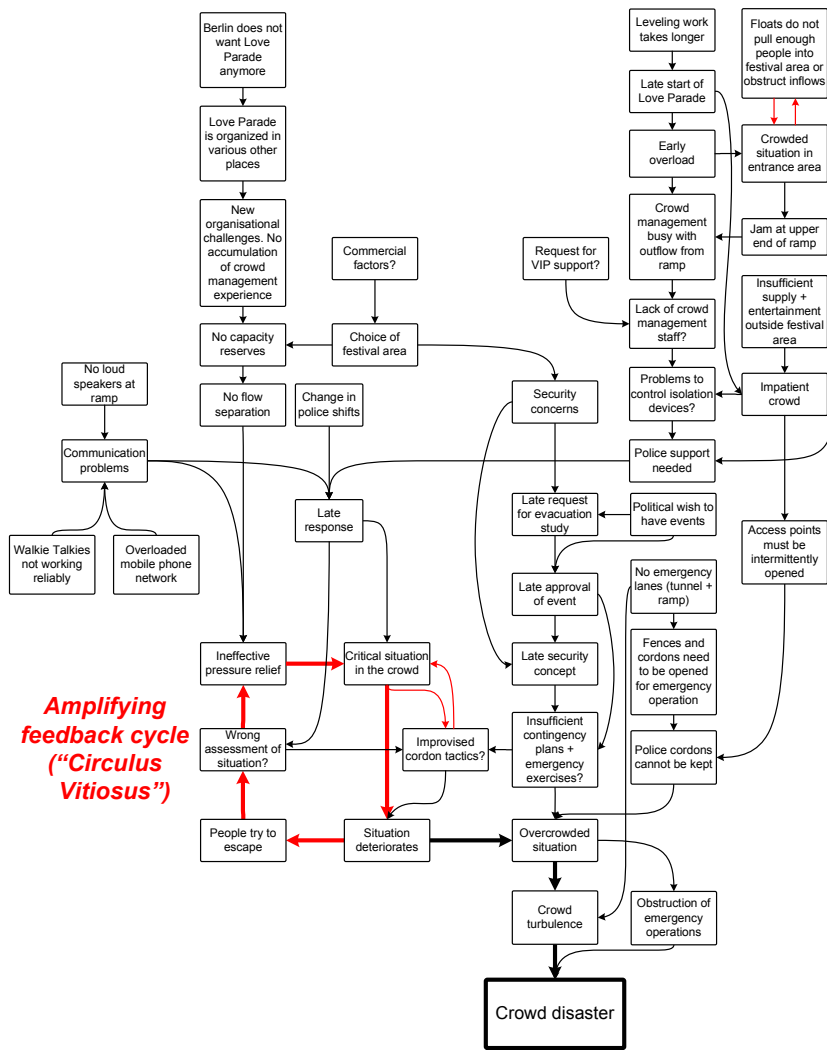 Berlin does not
want Love
Parade
anymore
Leveling work
takes longer
Floats do not
pull enough
people into
festival area or
obstruct inflows
Late start of
Love Parade
Love Parade
is organized in
various other
places
Early
overload
Crowded
situation in
entrance area
New
organisational
challenges. No
accumulation of
crowd
management
experience
Commercial
factors?
Request for
VIP support?
Crowd
management
busy with
outflow from
ramp
Jam at upper
end of ramp
Insufficient
supply +
entertainment
outside festival
area
No capacity
reserves
Choice of
festival area
Lack of crowd
management
staff?
No loud
speakers at
ramp
No flow
separation
Change in
police shifts
Security
concerns
Problems to
control isolation
devices?
Impatient
crowd
Communication
problems
Police support
needed
Walkie Talkies
not working
reliably
Overloaded
mobile phone
network
Late
response
Late request
for evacuation
study
Political wish to
have events
Access points
must be
intermittently
opened
Late approval
of event
No emergency
lanes (tunnel +
ramp)
Ineffective
pressure relief
Critical situation
in the crowd
Late security
concept
Fences and
cordons need
to be opened
for emergency
operation
Amplifying
feedback cycle
(“Circulus
Vitiosus”)
Wrong
assessment of
situation?
Improvised
cordon tactics?
Insufficient
contingency
plans +
emergency
exercises?
Police cordons
cannot be kept
People try to
escape
Situation
deteriorates
Overcrowded
situation
Crowd
turbulence
Obstruction of
emergency
operations
Crowd disaster